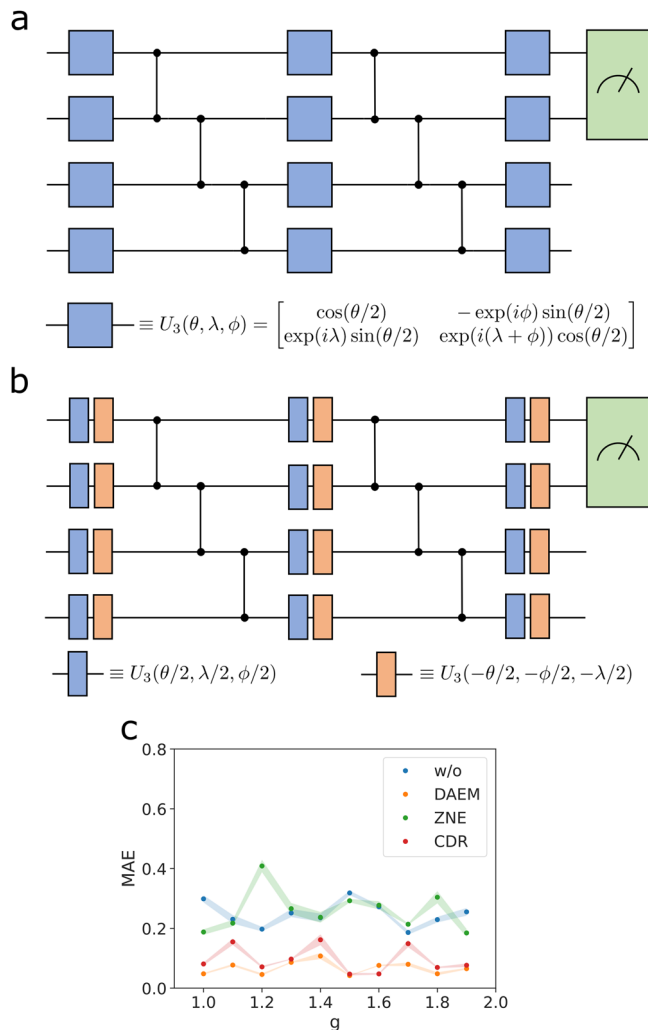 a
≡ U₃(θ, λ, φ) = [ cos(θ/2) − exp(iφ) sin(θ/2)
exp(iλ) sin(θ/2) exp(i(λ + φ)) cos(θ/2) ]
b
≡ U₃(θ/2, λ/2, φ/2) ≡ U₃(−θ/2, −φ/2, −λ/2)
c
0.8
w/o
DAEM
ZNE
CDR
0.6
MAE
0.4
0.2
0.0
1.0 1.2 1.4 1.6 1.8 2.0
g